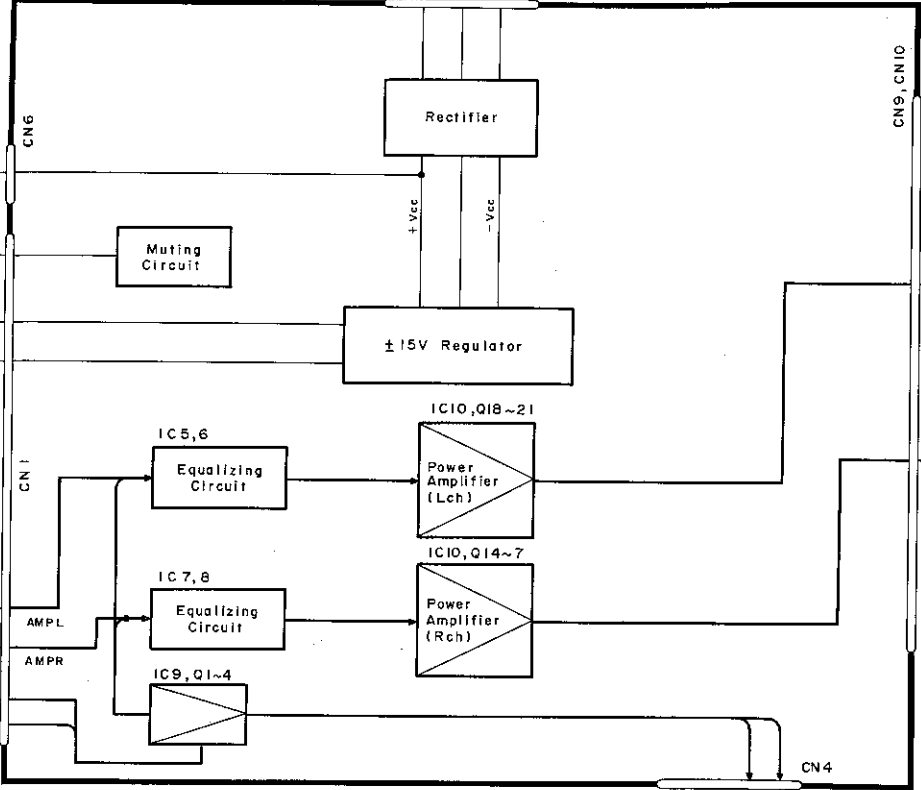 CN9, CN10
CN6
Rectifier
+Vcc
-Vcc
Muting
Circuit
±15V Regulator
IC10, Q18~21
IC5,6
CN1
Equalizing
Circuit
Power
Amplifier
(Lch)
IC10, Q14~7
IC7,8
Equalizing
Circuit
Power
Amplifier
(Rch)
AMPL
AMPR
IC9, Q1~4
CN4